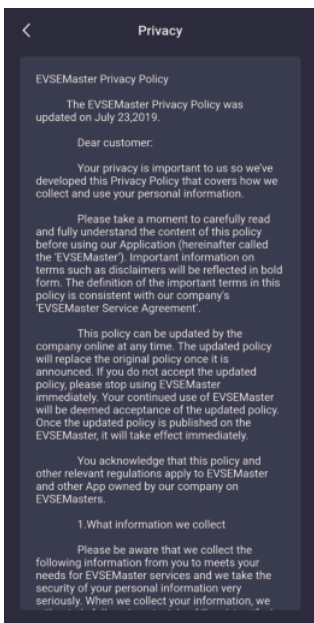 Privacy
EVSEMaster Privacy Policy
The EVSEMaster Privacy Policy was
updated on July 23,2019.
Dear customer:
Your privacy is important to us so we've
developed this Privacy Policy that covers how we
collect and use your personal information.
Please take a moment to carefully read
and fully understand the content of this policy
before using our Application (hereinafter called
the 'EVSEMaster'). Important information on
terms such as disclaimers will be reflected in bold
form. The definition of the important terms in this
policy is consistent with our company's
'EVSEMaster Service Agreement'.
This policy can be updated by the
company online at any time. The updated policy
will replace the original policy once it is
announced. If you do not accept the updated
policy, please stop using EVSEMaster
immediately. Your continued use of EVSEMaster
will be deemed acceptance of the updated policy.
Once the updated policy is published on the
EVSEMaster, it will take effect immediately.
You acknowledge that this policy and
other relevant regulations apply to EVSEMaster
and other App owned by our company on
EVSEMasters.
1.What information we collect
Please be aware that we collect the
following information from you to meets your
needs for EVSEMaster services and we take the
security of your personal information very
seriously. When we collect your information, we